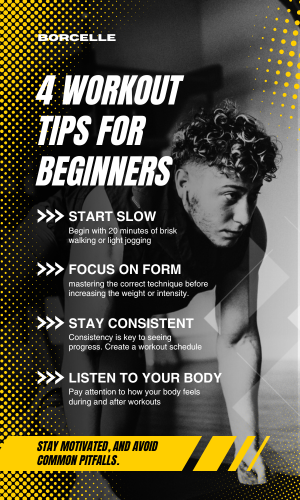 BORCELLE
4 WORKOUT
TIPS FOR
BEGINNERS
START SLOW
Begin with 20 minutes of brisk
walking or light jogging
FOCUS ON FORM
mastering the correct technique before
increasing the weight or intensity.
STAY CONSISTENT
Consistency is key to seeing
progress. Create a workout schedule
LISTEN TO YOUR BODY
Pay attention to how your body feels
during and after workouts
STAY MOTIVATED, AND AVOID
COMMON PITFALLS.